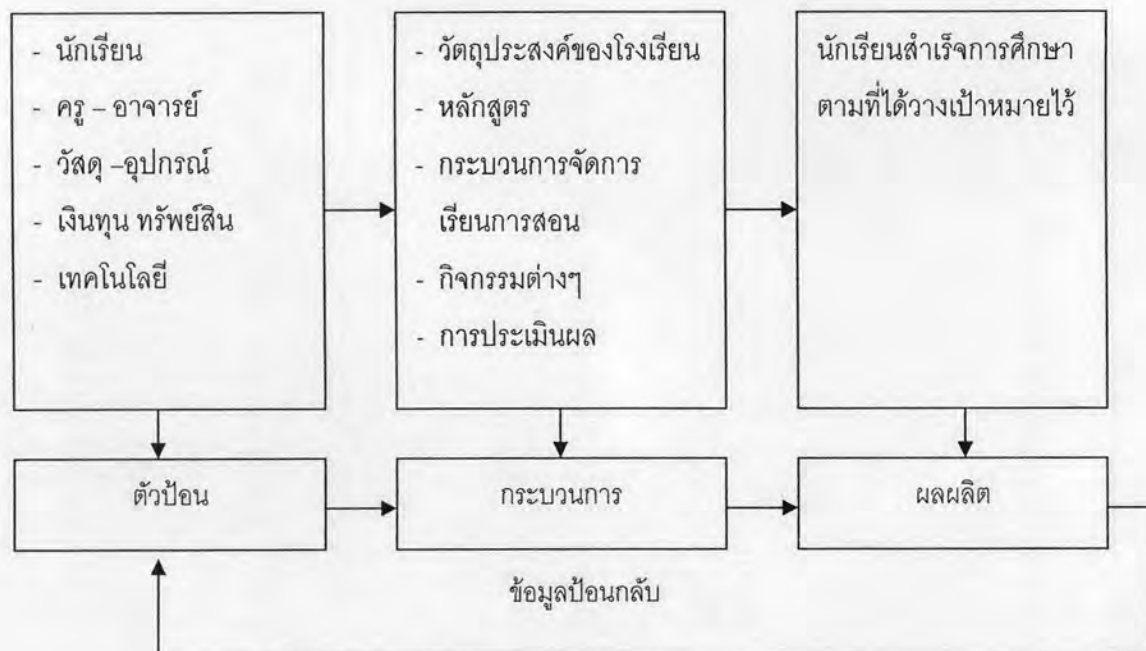 - นักเรียน
- ครู – อาจารย์
- วัสดุ –อุปกรณ์
- เงินทุน ทรัพย์สิน
- เทคโนโลยี
- วัตถุประสงค์ของโรงเรียน
- หลักสูตร
- กระบวนการจัดการ
เรียนการสอน
- กิจกรรมต่างๆ
- การประเมินผล
นักเรียนสำเร็จการศึกษา
ตามที่ได้วางเป้าหมายไว้
ตัวป้อน
กระบวนการ
ผลผลิต
ข้อมูลป้อนกลับ